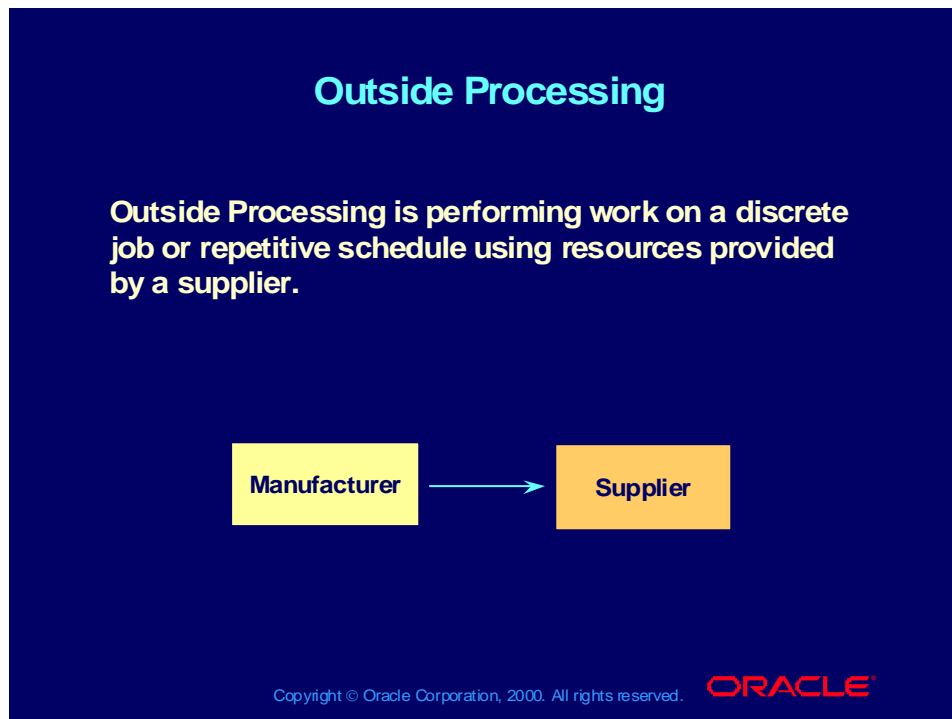 Outside Processing
Outside Processing is performing work on a discrete
job or repetitive schedule using resources provided
by a supplier.
Manufacturer
Supplier
Copyright © Oracle Corporation, 2000. All rights reserved.
ORACLE®